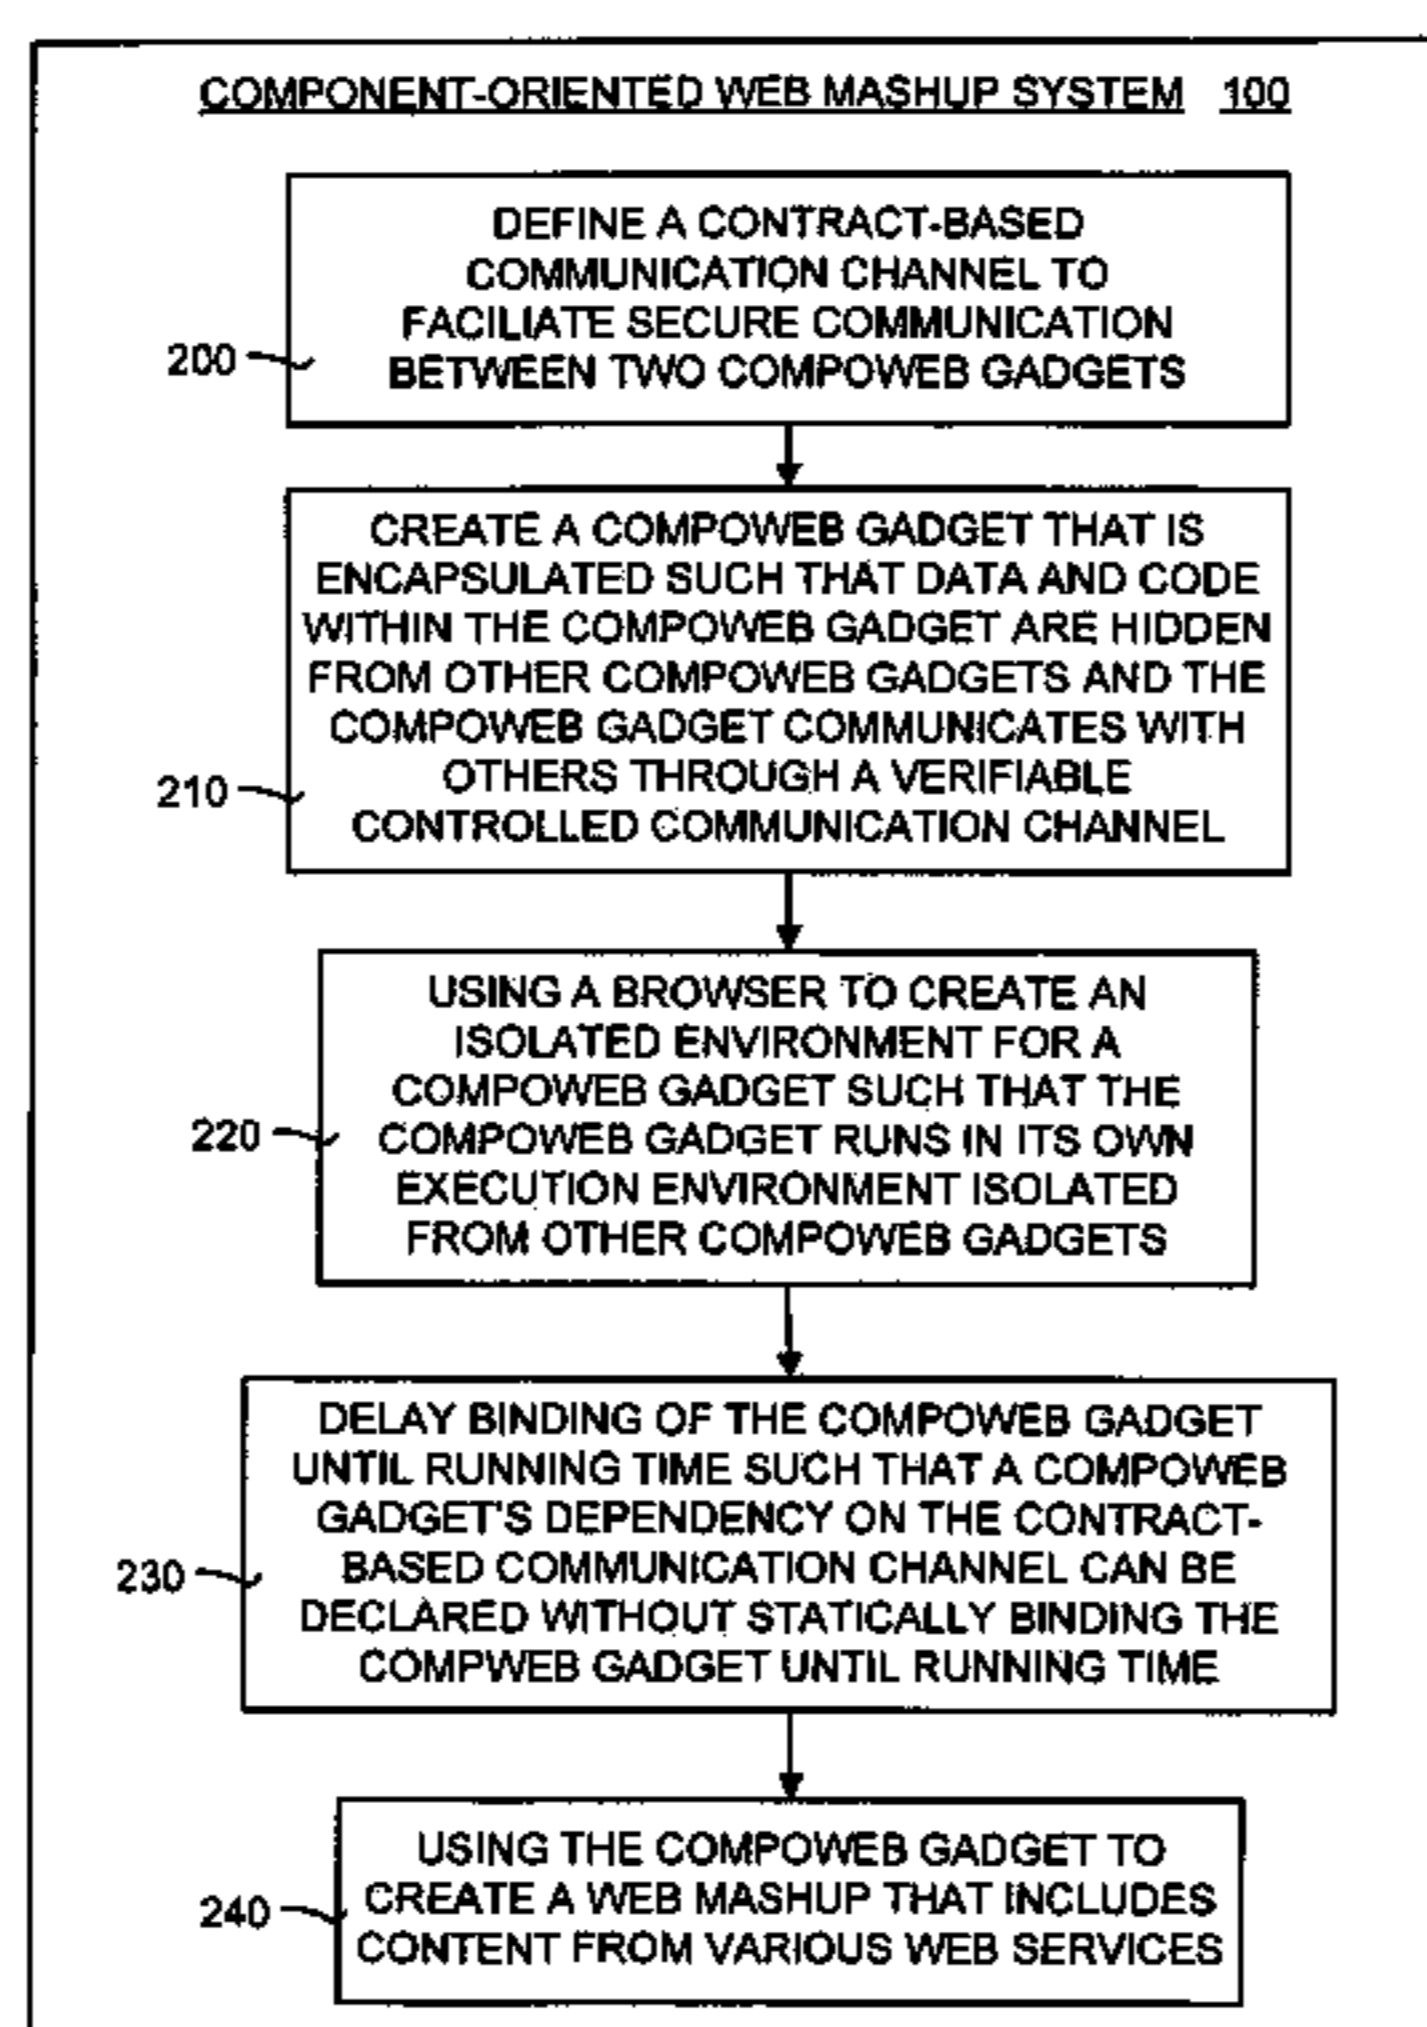 COMPONENT-ORIENTED WEB MASHUP SYSTEM 100
DEFINE A CONTRACT-BASED
COMMUNICATION CHANNEL TO
FACILIATE SECURE COMMUNICATION
BETWEEN TWO COMPOWEB GADGETS
200
CREATE A COMPOWEB GADGET THAT IS
ENCAPSULATED SUCH THAT DATA AND CODE
WITHIN THE COMPOWEB GADGET ARE HIDDEN
FROM OTHER COMPOWEB GADGETS AND THE
COMPOWEB GADGET COMMUNICATES WITH
OTHERS THROUGH A VERIFIABLE
CONTROLLED COMMUNICATION CHANNEL
210
USING A BROWSER TO CREATE AN
ISOLATED ENVIRONMENT FOR A
COMPOWEB GADGET SUCH THAT THE
COMPOWEB GADGET RUNS IN ITS OWN
EXECUTION ENVIRONMENT ISOLATED
FROM OTHER COMPOWEB GADGETS
220
DELAY BINDING OF THE COMPOWEB GADGET
UNTIL RUNNING TIME SUCH THAT A COMPOWEB
GADGET'S DEPENDENCY ON THE CONTRACT-
BASED COMMUNICATION CHANNEL CAN BE
DECLARED WITHOUT STATICALLY BINDING THE
COMPWEB GADGET UNTIL RUNNING TIME
230
USING THE COMPOWEB GADGET TO
CREATE A WEB MASHUP THAT INCLUDES
CONTENT FROM VARIOUS WEB SERVICES
240